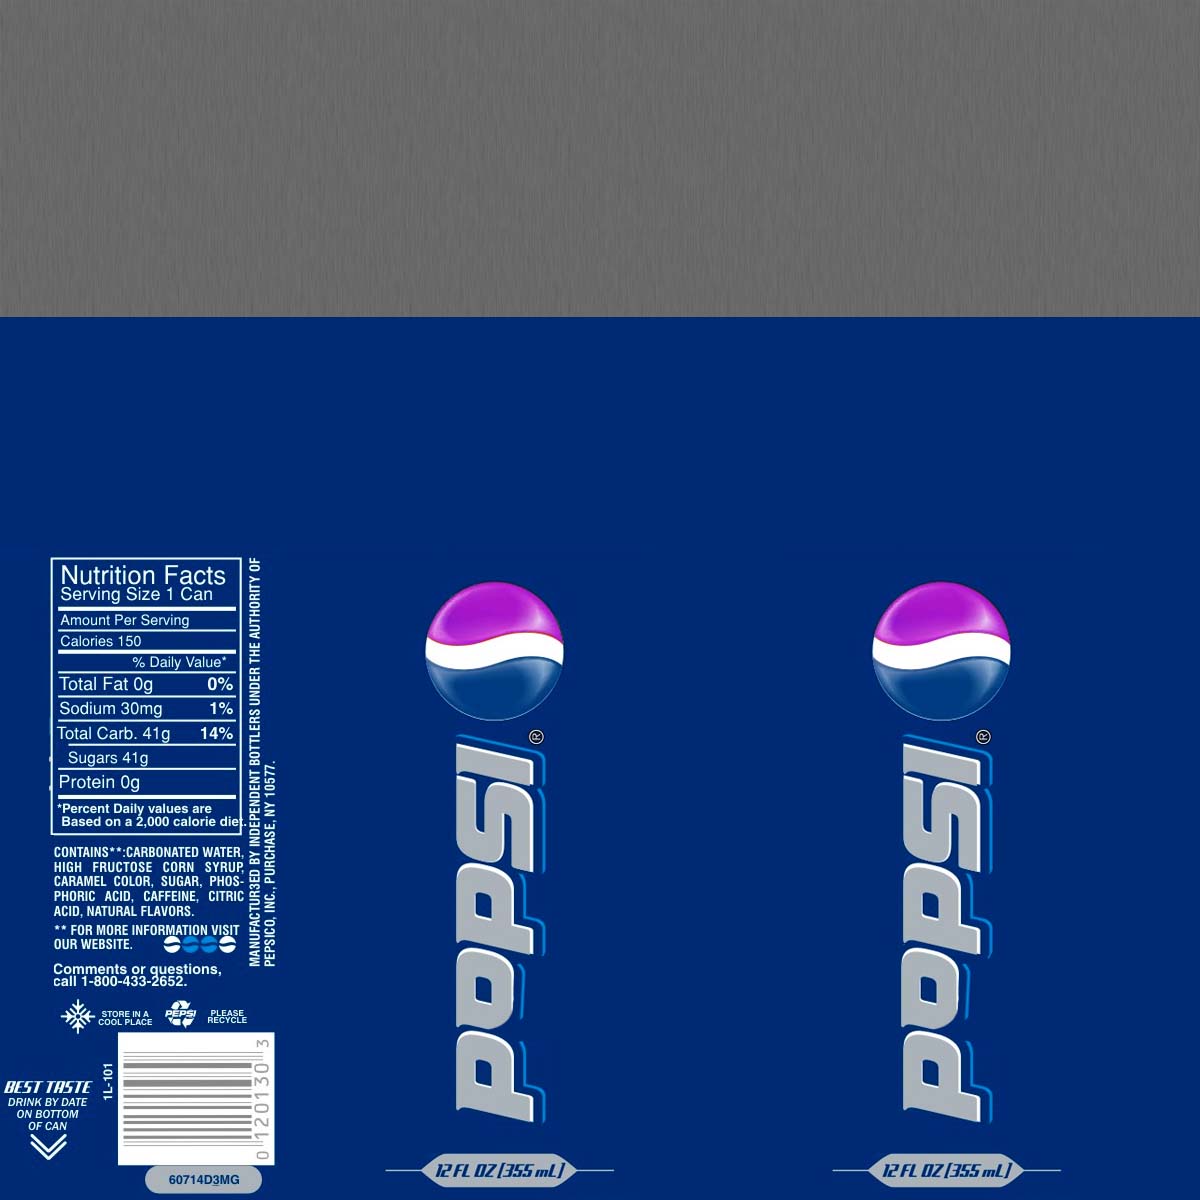 Nutrition Facts
Serving Size 1 Can
Amount Per Serving
Calories 150
% Daily Value*
Total Fat 0g 0%
Sodium 30mg 1%
Total Carb. 41g 14%
Sugars 41g
Protein 0g
*Percent Daily values are
Based on a 2,000 calorie diet.
CONTAINS**:CARBONATED WATER,
HIGH FRUCTOSE CORN SYRUP,
CARAMEL COLOR, SUGAR, PHOS-
PHORIC ACID, CAFFEINE, CITRIC
ACID, NATURAL FLAVORS.
** FOR MORE INFORMATION VISIT
OUR WEBSITE.
Comments or questions,
call 1-800-433-2652.
STORE IN A
COOL PLACE
PEPSI
PLEASE
RECYCLE
MANUFACTUR3ED BY INDEPENDENT BOTTLERS UNDER THE AUTHORITY OF
PEPSICO, INC., PURCHASE, NY 10577.
BEST TASTE
DRINK BY DATE
ON BOTTOM
OF CAN
1L-101
0 120130 3
60714D3MG
popsi ®
12 FL OZ [355 mL]
popsi ®
12 FL OZ [355 mL]